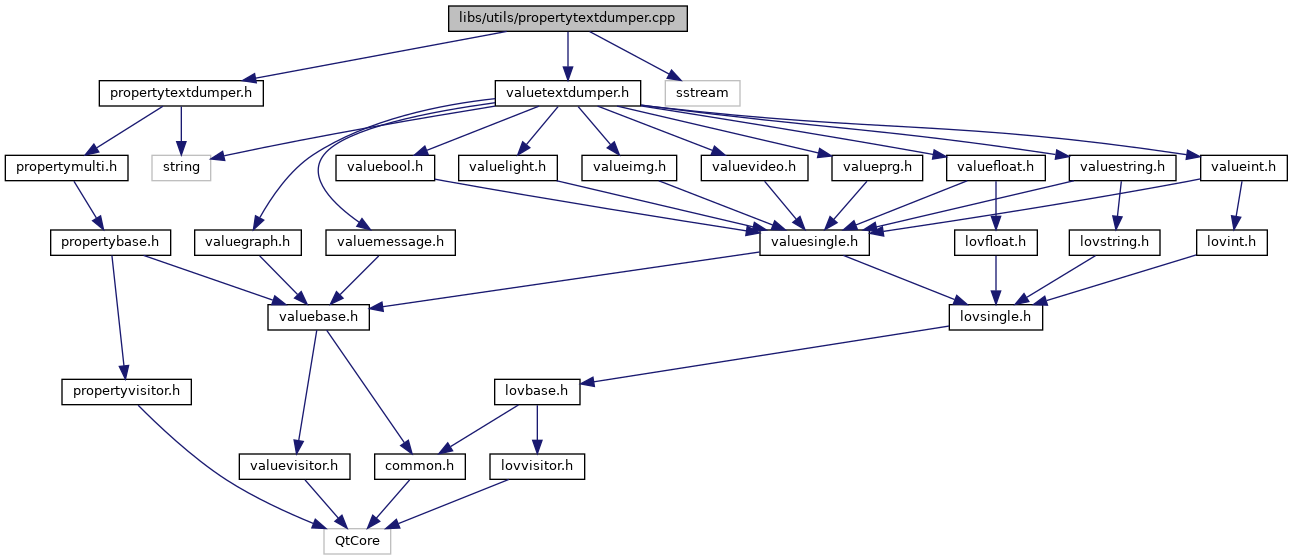 libs/utils/propertytextdumper.cpp
propertytextdumper.h
valuetextdumper.h
sstream
propertymulti.h
string
valuebool.h
valuelight.h
valueimg.h
valuevideo.h
valueprg.h
valuefloat.h
valuestring.h
valueint.h
propertybase.h
valuegraph.h
valuemessage.h
valuesingle.h
lovfloat.h
lovstring.h
lovint.h
valuebase.h
lovsingle.h
propertyvisitor.h
lovbase.h
valuevisitor.h
common.h
lovvisitor.h
QtCore